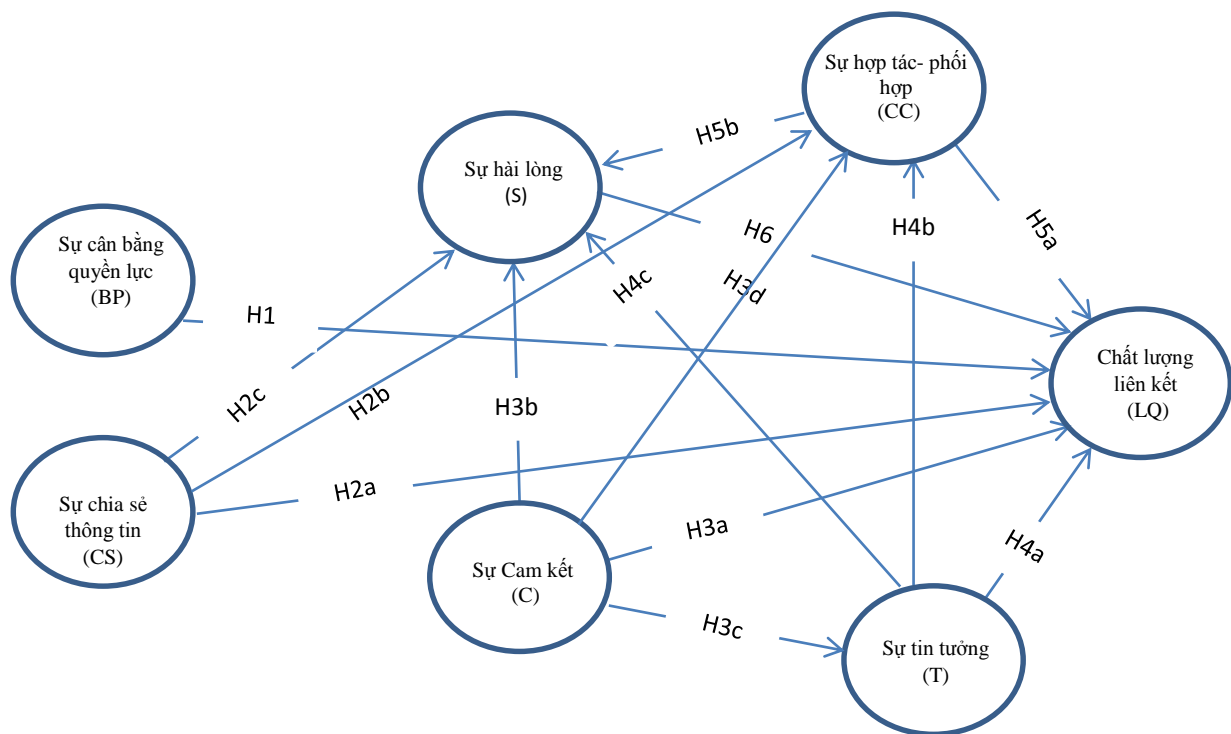 Sự hợp tác- phối
hợp
(CC)
H5b
Sự hài lòng
(S)
H6
H4b
H5a
Sự cân bằng
quyền lực
(BP)
H1
H4c
H3d
Chất lượng
liên kết
(LQ)
H2c
H2b
H3b
H2a
Sự chia sẻ
thông tin
(CS)
H3a
H4a
Sự Cam kết
(C)
H3c
Sự tin tưởng
(T)